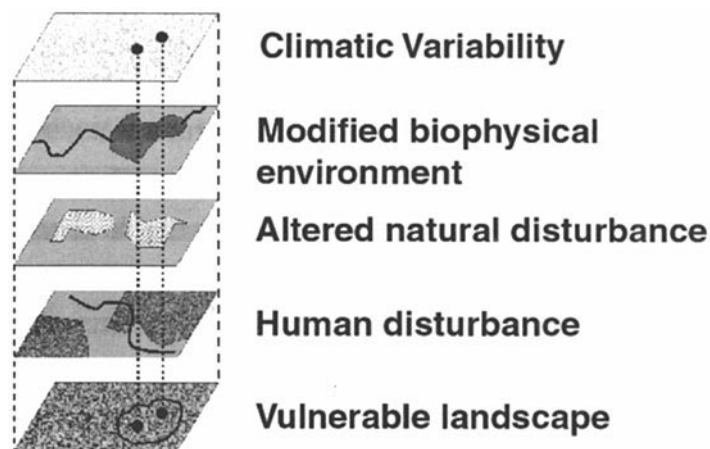 Climatic Variability
Modified biophysical
environment
Altered natural disturbance
Human disturbance
Vulnerable landscape